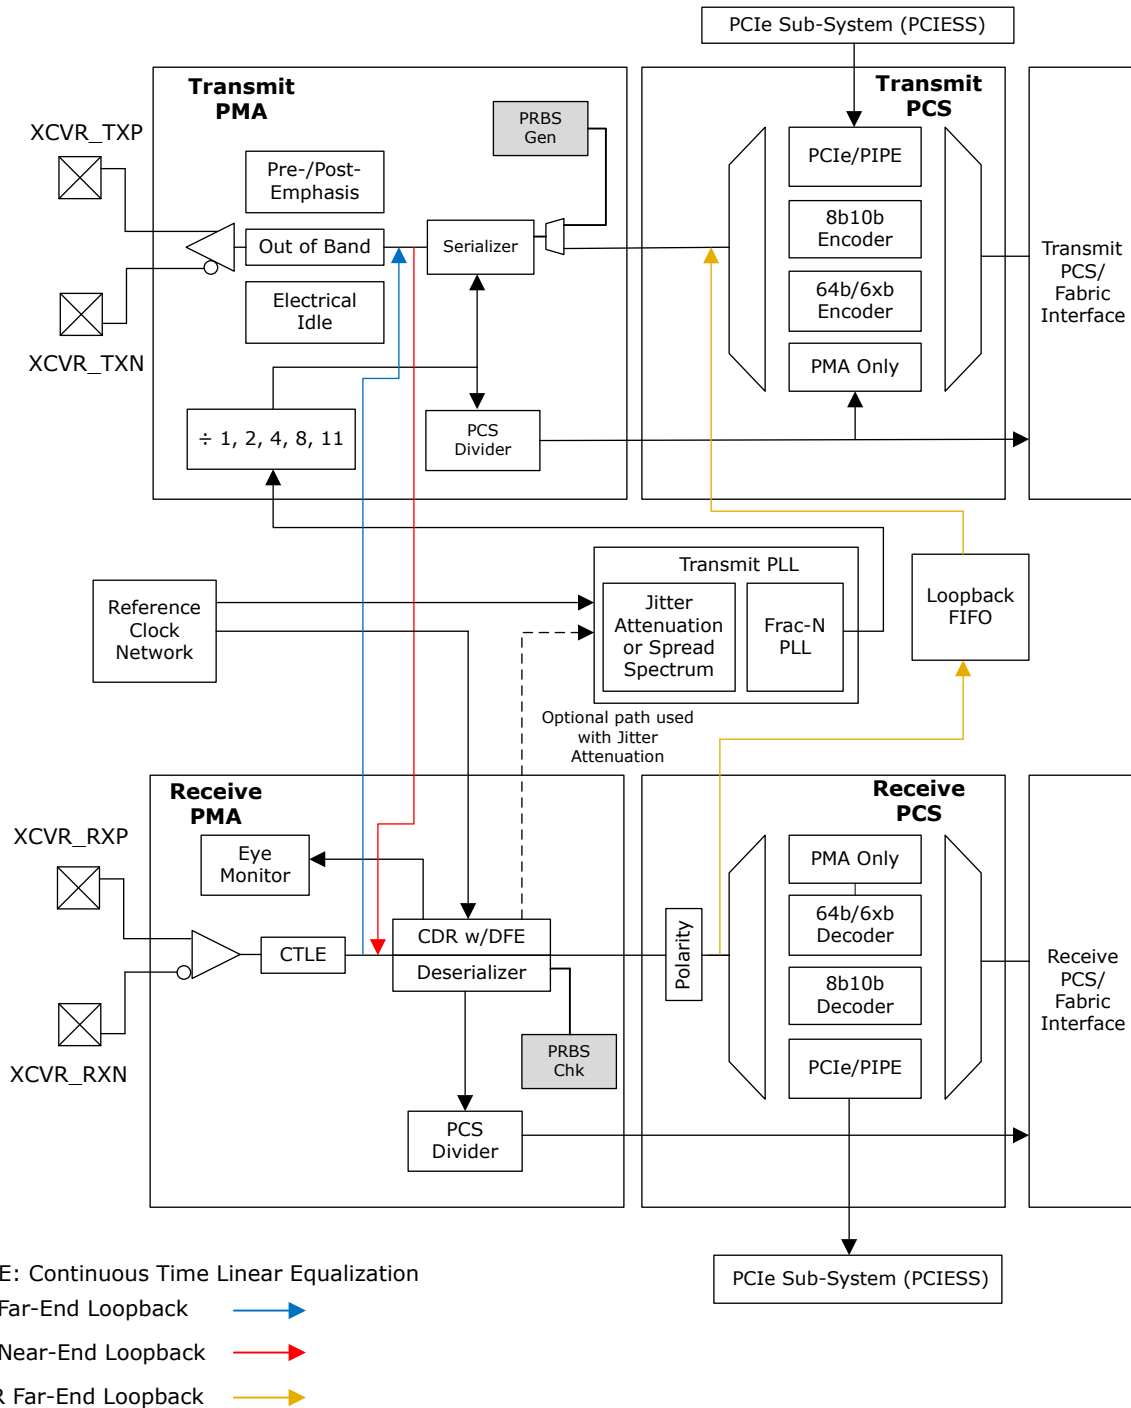 PCIe Sub-System (PCIESS)
Transmit
PMA
Transmit
PCS
XCVR_TXP
XCVR_TXN
PRBS
Gen
Pre-/Post-
Emphasis
Out of Band
Electrical
Idle
Serializer
÷ 1, 2, 4, 8, 11
PCS
Divider
PCIe/PIPE
8b10b
Encoder
64b/6xb
Encoder
PMA Only
Transmit
PCS/
Fabric
Interface
Reference
Clock
Network
Transmit PLL
Jitter
Attenuation
or Spread
Spectrum
Frac-N
PLL
Loopback
FIFO
Optional path used
with Jitter
Attenuation
Receive
PMA
Receive
PCS
XCVR_RXP
XCVR_RXN
Eye
Monitor
CTLE
CDR w/DFE
Deserializer
PRBS
Chk
PCS
Divider
Polarity
PMA Only
64b/6xb
Decoder
8b10b
Decoder
PCIe/PIPE
Receive
PCS/
Fabric
Interface
PCIe Sub-System (PCIESS)
E: Continuous Time Linear Equalization
Far-End Loopback
Near-End Loopback
R Far-End Loopback